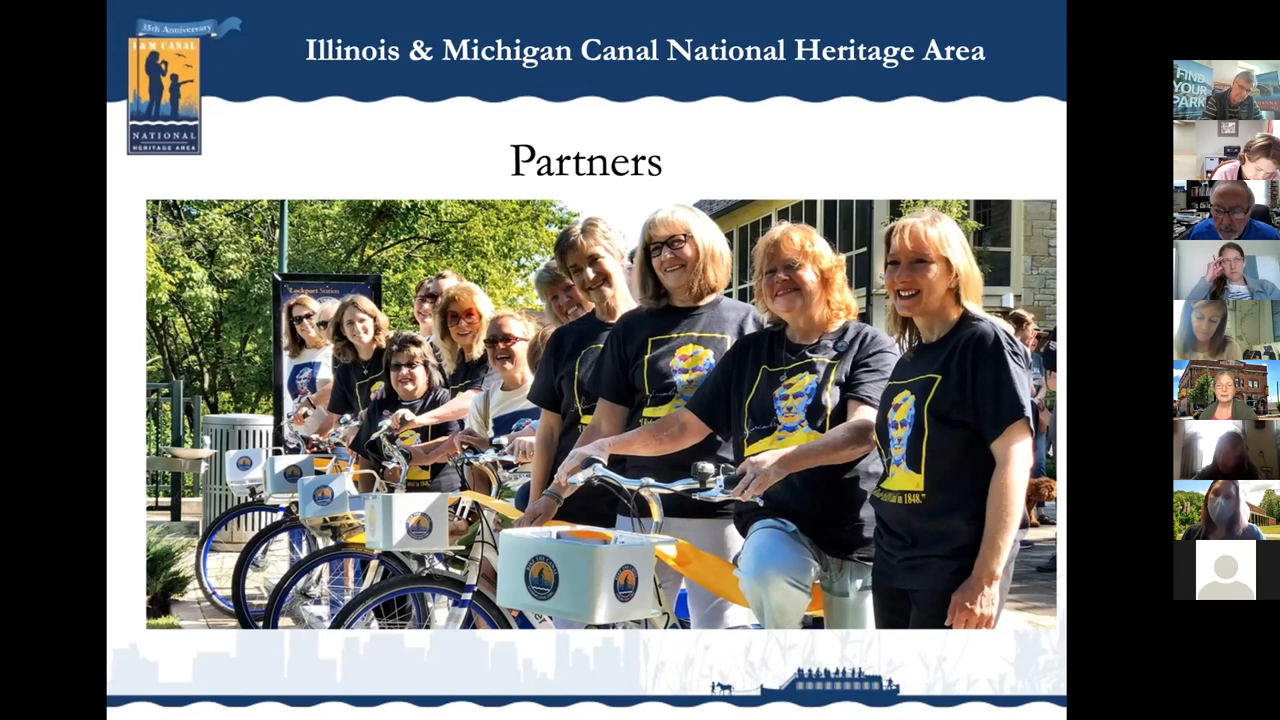 35th Anniversary
I&M CANAL
NATIONAL
HERITAGE AREA
Illinois & Michigan Canal National Heritage Area
Partners
Lockport Station
in 1848."
FIND
YOUR
PARK